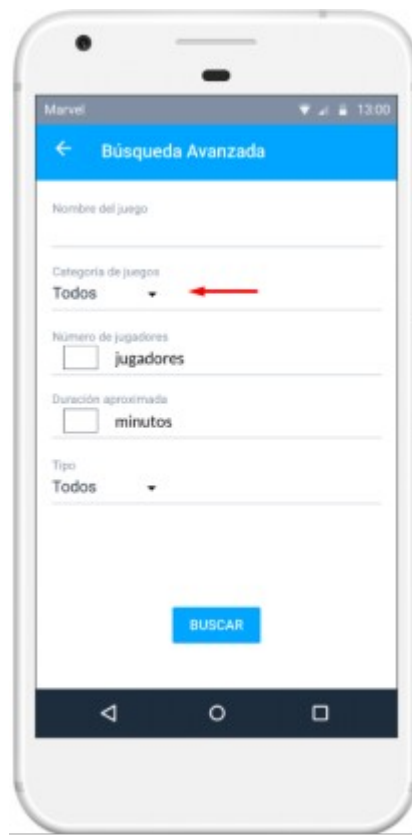 Marvel 13:00
Búsqueda Avanzada
Nombre del juego
Categoría de juegos
Todos
Número de jugadores
jugadores
Duración aproximada
minutos
Tipo
Todos
BUSCAR